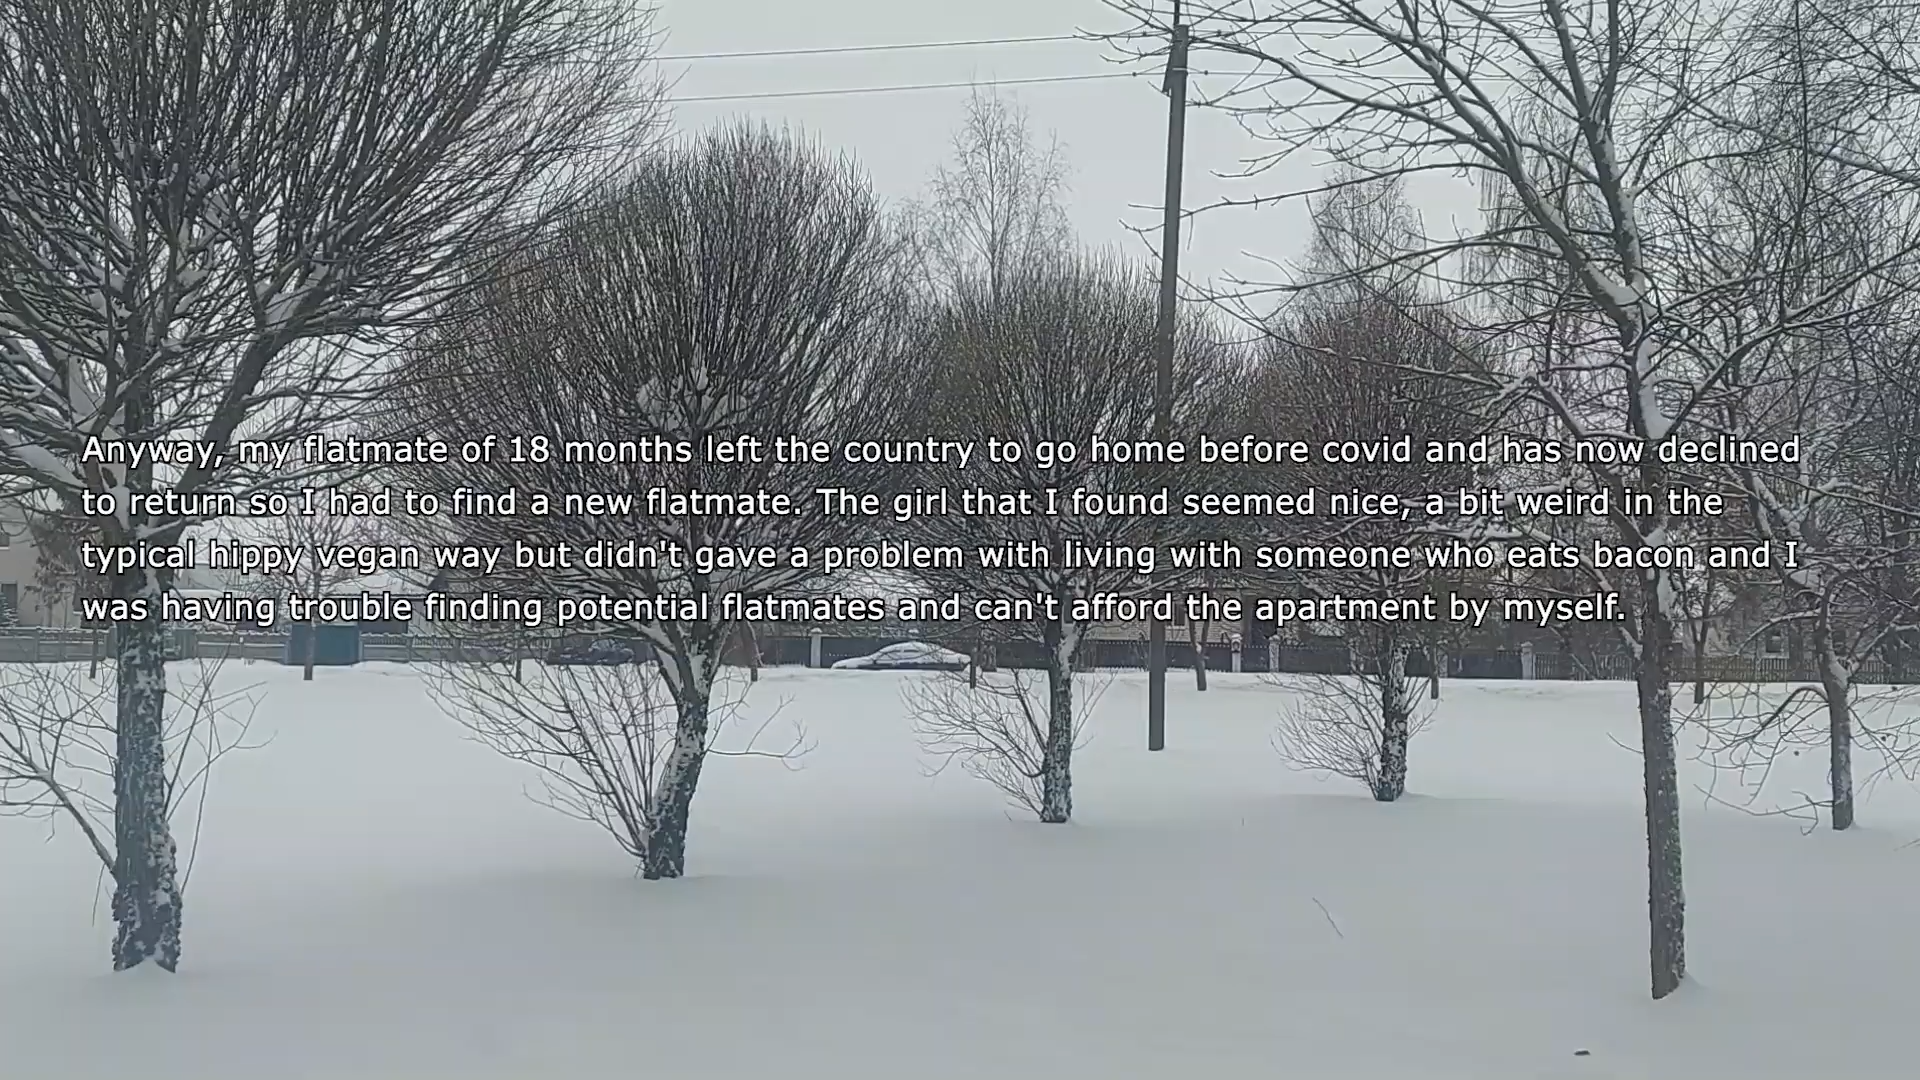 Anyway, my flatmate of 18 months left the country to go home before covid and has now declined
to return so I had to find a new flatmate. The girl that I found seemed nice, a bit weird in the
typical hippy vegan way but didn't gave a problem with living with someone who eats bacon and I
was having trouble finding potential flatmates and can't afford the apartment by myself.